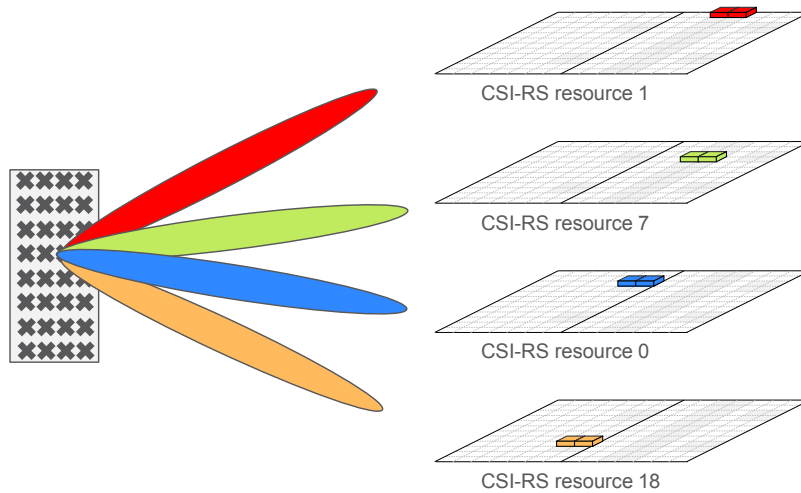 CSI-RS resource 1
CSI-RS resource 7
CSI-RS resource 0
CSI-RS resource 18